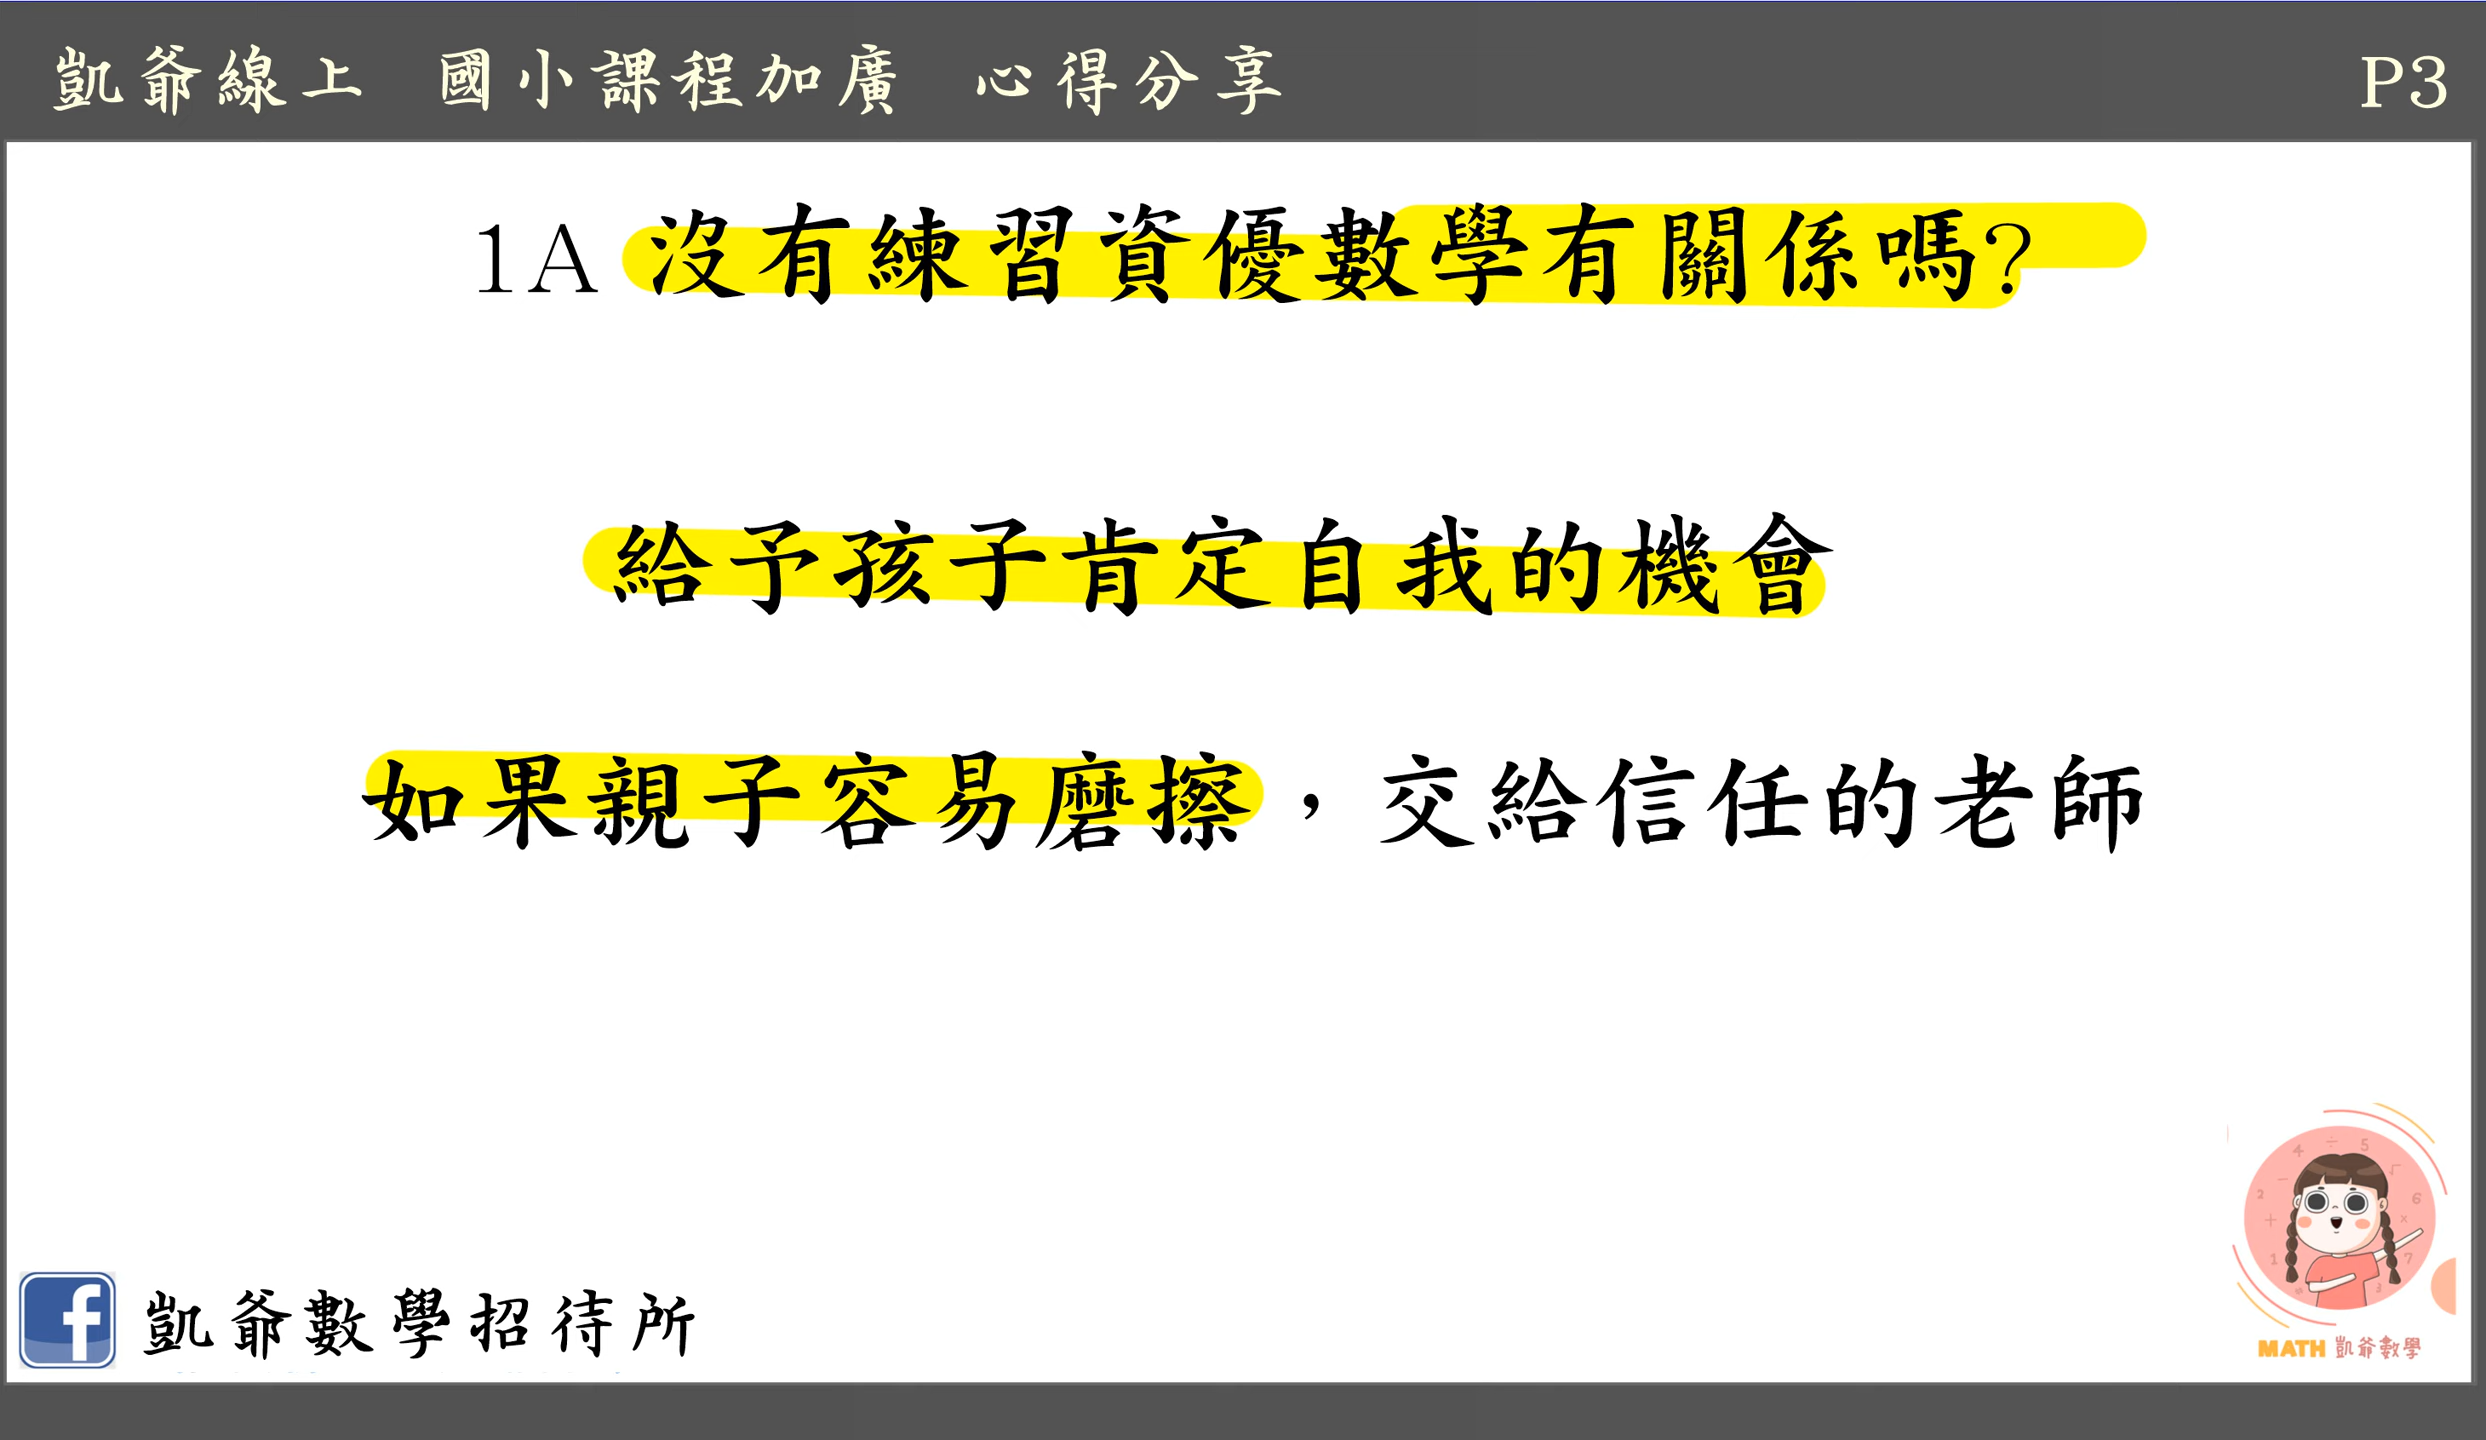 凱爺線上 國小課程加廣 心得分享
P3
1A 沒有練習資優數學有關係嗎?
給予孩子肯定自我的機會
如果親子容易磨擦，交給信任的老師
凱爺數學招待所
MATH 凱爺數學